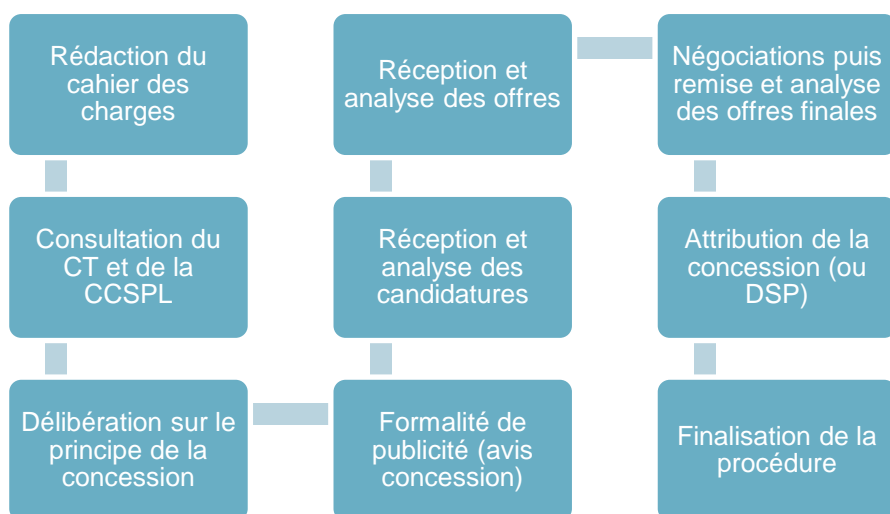 Rédaction du
cahier des
charges
Consultation du
CT et de la
CCSPL
Délibération sur le
principe de la
concession
Formalité de
publicité (avis
concession)
Réception et
analyse des
candidatures
Réception et
analyse des offres
Négociations puis
remise et analyse
des offres finales
Attribution de la
concession (ou
DSP)
Finalisation de la
procédure